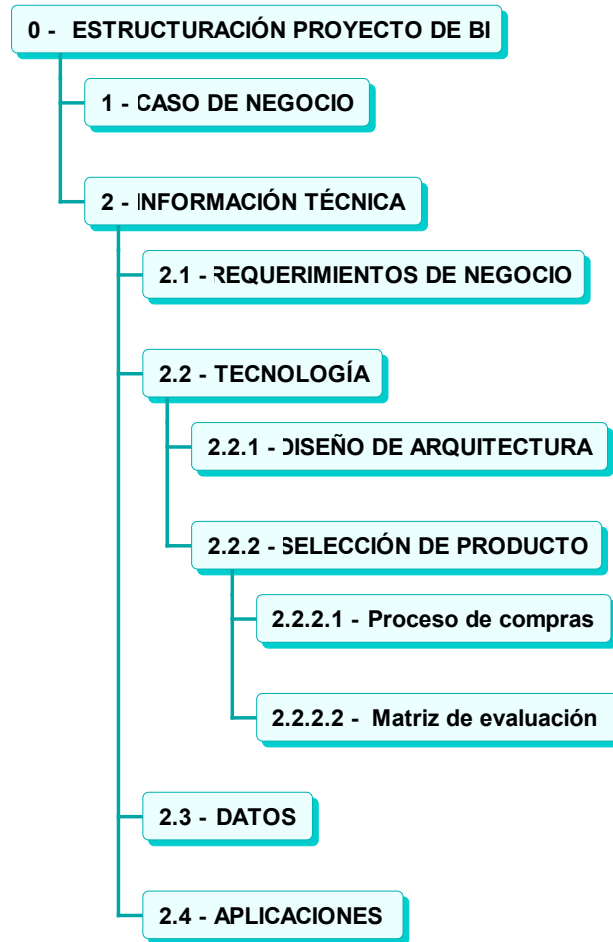 0 - ESTRUCTURACIÓN PROYECTO DE BI
1 - CASO DE NEGOCIO
2 - INFORMACIÓN TÉCNICA
2.1 - REQUERIMIENTOS DE NEGOCIO
2.2 - TECNOLOGÍA
2.2.1 - DISEÑO DE ARQUITECTURA
2.2.2 - SELECCIÓN DE PRODUCTO
2.2.2.1 - Proceso de compras
2.2.2.2 - Matriz de evaluación
2.3 - DATOS
2.4 - APLICACIONES